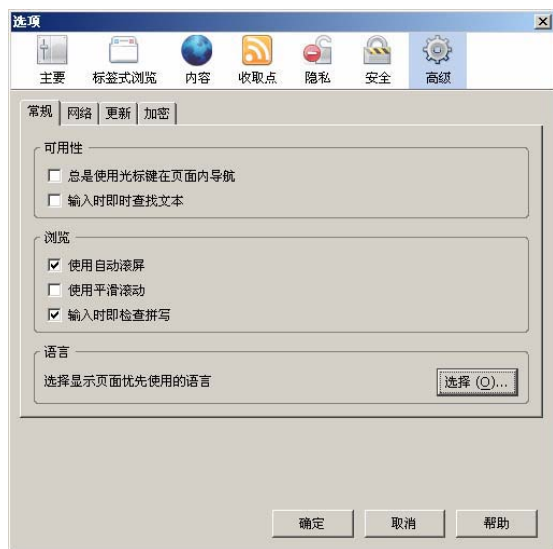 选项
主要 标签式浏览 内容 收取点 隐私 安全 高级
常规 网络 更新 加密
可用性
总是使用光标键在页面内导航
输入时即时查找文本
浏览
使用自动滚屏
使用平滑滚动
输入时即检查拼写
语言
选择显示页面优先使用的语言 选择 (O)...
确定 取消 帮助